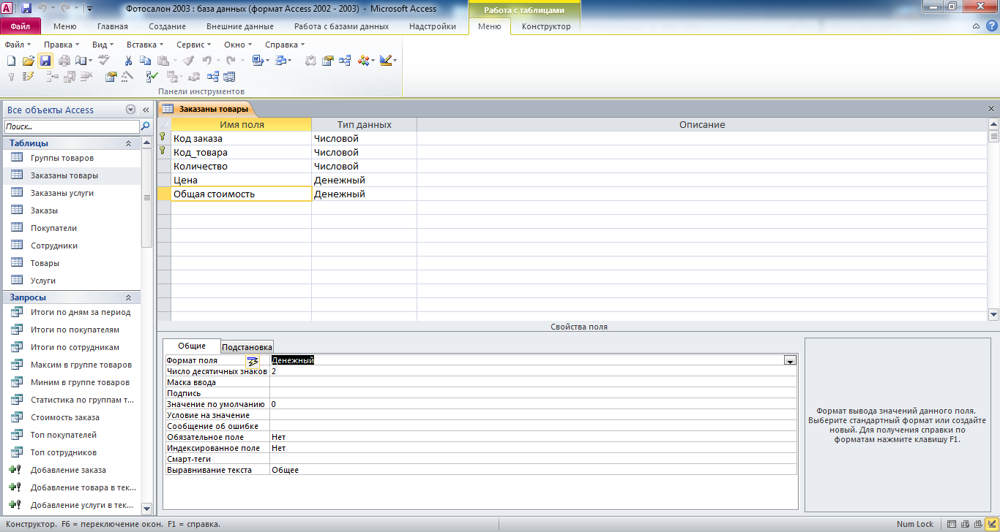 Фотосалон 2003 : база данных (формат Access 2002 - 2003) - Microsoft Access
Работа с таблицами
Файл Меню Главная Создание Внешние данные Работа с базами данных Надстройки Меню Конструктор
Файл Правка Вид Вставка Сервис Окно Справка
Панели инструментов
Все объекты Access
Поиск...
Таблицы
Группы товаров
Заказаны товары
Заказаны услуги
Заказы
Покупатели
Сотрудники
Товары
Услуги
Запросы
Итоги по дням за период
Итоги по покупателям
Итоги по сотрудникам
Максим в группе товаров
Миним в группе товаров
Статистика по группам т...
Стоимость заказа
Топ покупателей
Топ сотрудников
Добавление заказа
Добавление товара в тек...
Добавление услуги в тек...
Заказаны товары
Имя поля Тип данных Описание
Код заказа Числовой
Код_товара Числовой
Количество Числовой
Цена Денежный
Общая стоимость Денежный
Свойства поля
Общие Подстановка
Формат поля Денежный
Число десятичных знаков 2
Маска ввода
Подпись
Значение по умолчанию 0
Условие на значение
Сообщение об ошибке
Обязательное поле Нет
Индексированное поле Нет
Смарт-теги
Выравнивание текста Общее
Формат вывода значений данного поля.
Выберите стандартный формат или создайте
новый. Для получения справки по
форматам нажмите клавишу F1.
Конструктор. F6 = переключение окон. F1 = справка.
Num Lock